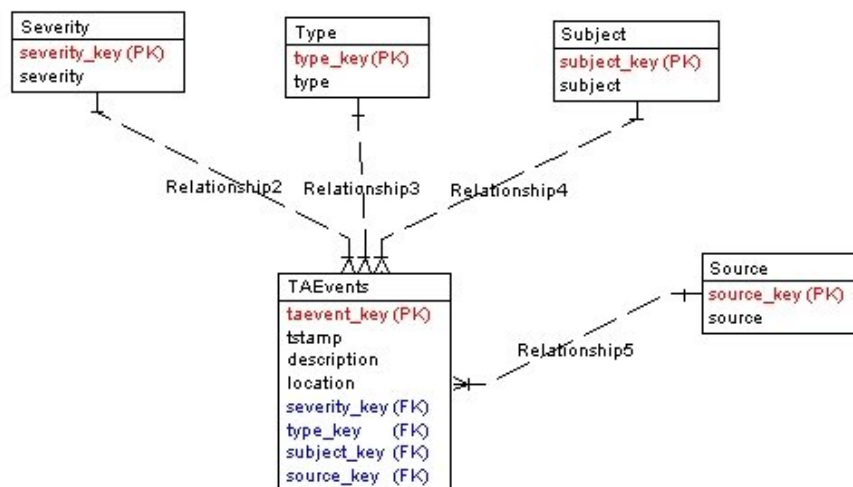 Severity
severity_key (PK)
severity
Type
type_key (PK)
type
Subject
subject_key (PK)
subject
Relationship2
Relationship3
Relationship4
TAEvents
taevent_key (PK)
tstamp
description
location
severity_key (FK)
type_key (FK)
subject_key (FK)
source_key (FK)
Source
source_key (PK)
source
Relationship5